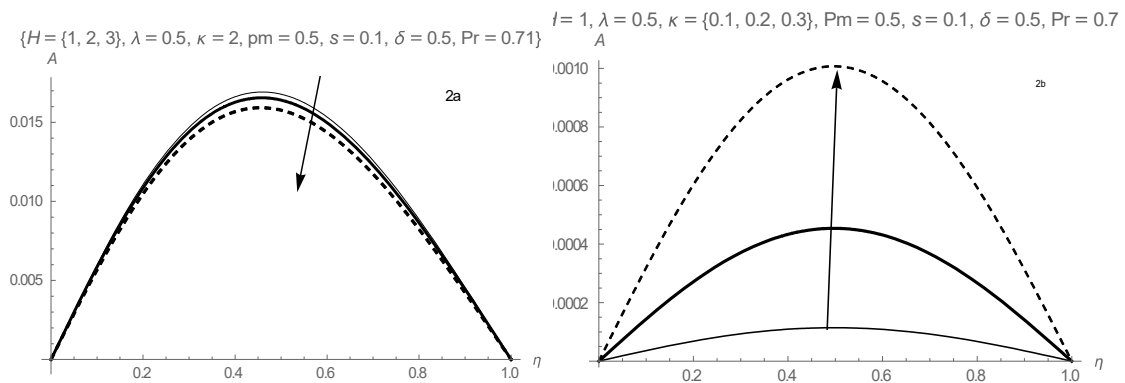 {H = {1, 2, 3}, λ = 0.5, κ = 2, pm = 0.5, s = 0.1, δ = 0.5, Pr = 0.71}
A
2a
0.015
0.010
0.005
0.2 0.4 0.6 0.8 1.0 η
= 1, λ = 0.5, κ = {0.1, 0.2, 0.3}, Pm = 0.5, s = 0.1, δ = 0.5, Pr = 0.7
A
2b
.0010
.0008
.0006
.0004
.0002
0.2 0.4 0.6 0.8 1.0 η